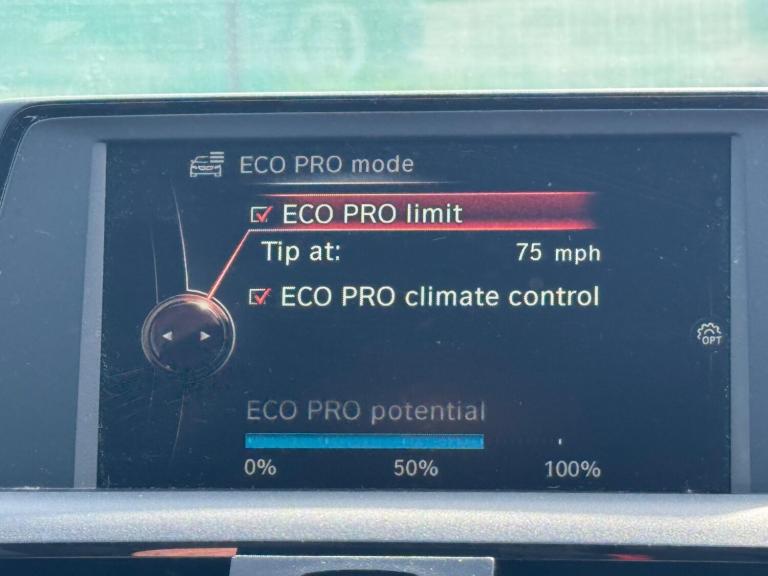 ECO PRO mode
ECO PRO limit
Tip at: 75 mph
ECO PRO climate control
OPT
ECO PRO potential
0% 50% 100%